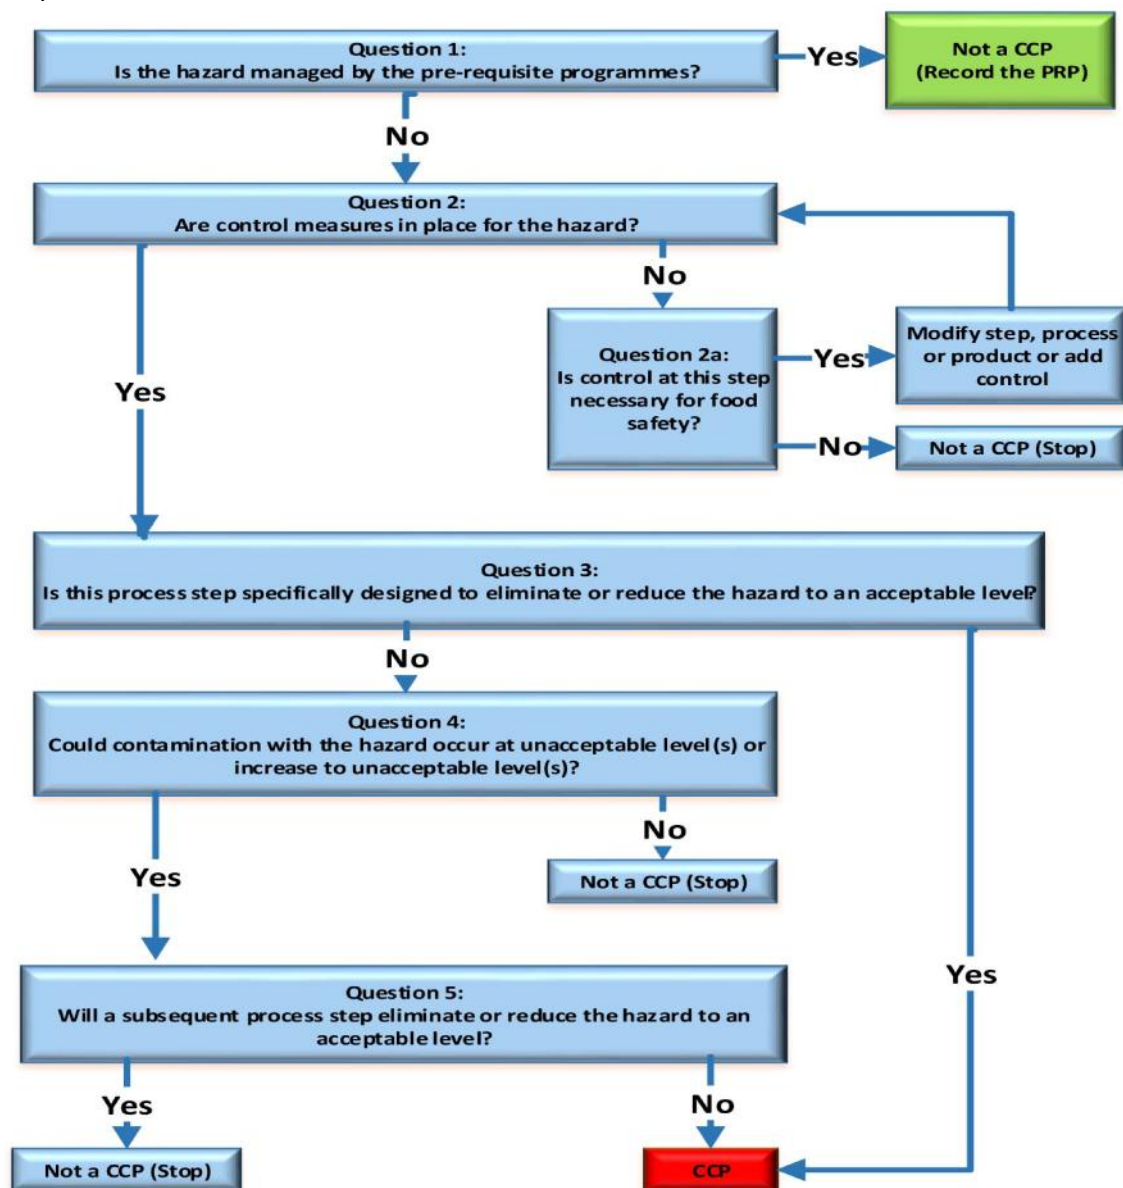 Question 1:
Is the hazard managed by the pre-requisite programmes?
Yes
Not a CCP
(Record the PRP)
No
Question 2:
Are control measures in place for the hazard?
No
Yes
Question 2a:
Is control at this step
necessary for food
safety?
Yes
Modify step, process
or product or add
control
No
Not a CCP (Stop)
Question 3:
Is this process step specifically designed to eliminate or reduce the hazard to an acceptable level?
No
Question 4:
Could contamination with the hazard occur at unacceptable level(s) or
increase to unacceptable level(s)?
No
Not a CCP (Stop)
Yes
Yes
Question 5:
Will a subsequent process step eliminate or reduce the hazard to an
acceptable level?
Yes
Not a CCP (Stop)
No
CCP